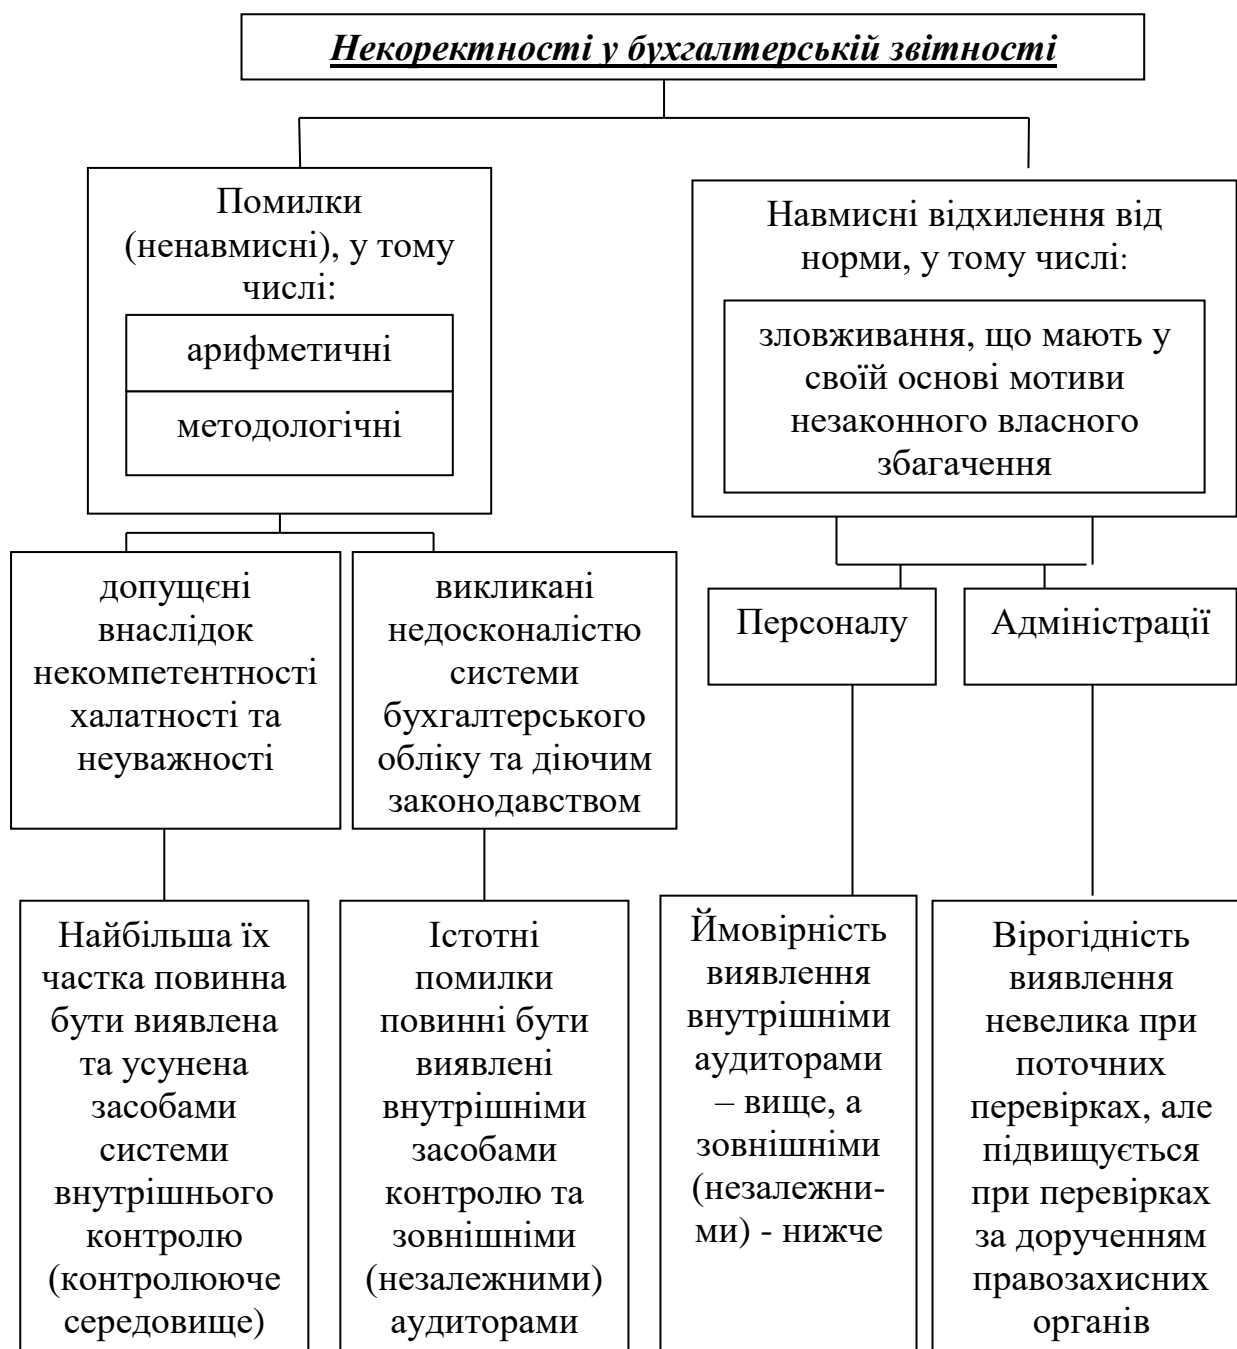 Некоректності у бухгалтерській звітності
Помилки
(ненавмисні), у тому
числі:
арифметичні
методологічні
Навмисні відхилення від
норми, у тому числі:
зловживання, що мають у
своїй основі мотиви
незаконного власного
збагачення
допущєні
внаслідок
некомпетентності
халатності та
неуважності
викликані
недосконалістю
системи
бухгалтерського
обліку та діючим
законодавством
Персоналу
Адміністрації
Найбільша їх
частка повинна
бути виявлена
та усунена
засобами
системи
внутрішнього
контролю
(контролююче
середовище)
Істотні
помилки
повинні бути
виявлені
внутрішніми
засобами
контролю та
зовнішніми
(незалежними)
аудиторами
Ймовірність
виявлення
внутрішніми
аудиторами
– вище, а
зовнішніми
(незалежни-
ми) - нижче
Вірогідність
виявлення
невелика при
поточних
перевірках, але
підвищується
при перевірках
за дорученням
правозахисних
органів